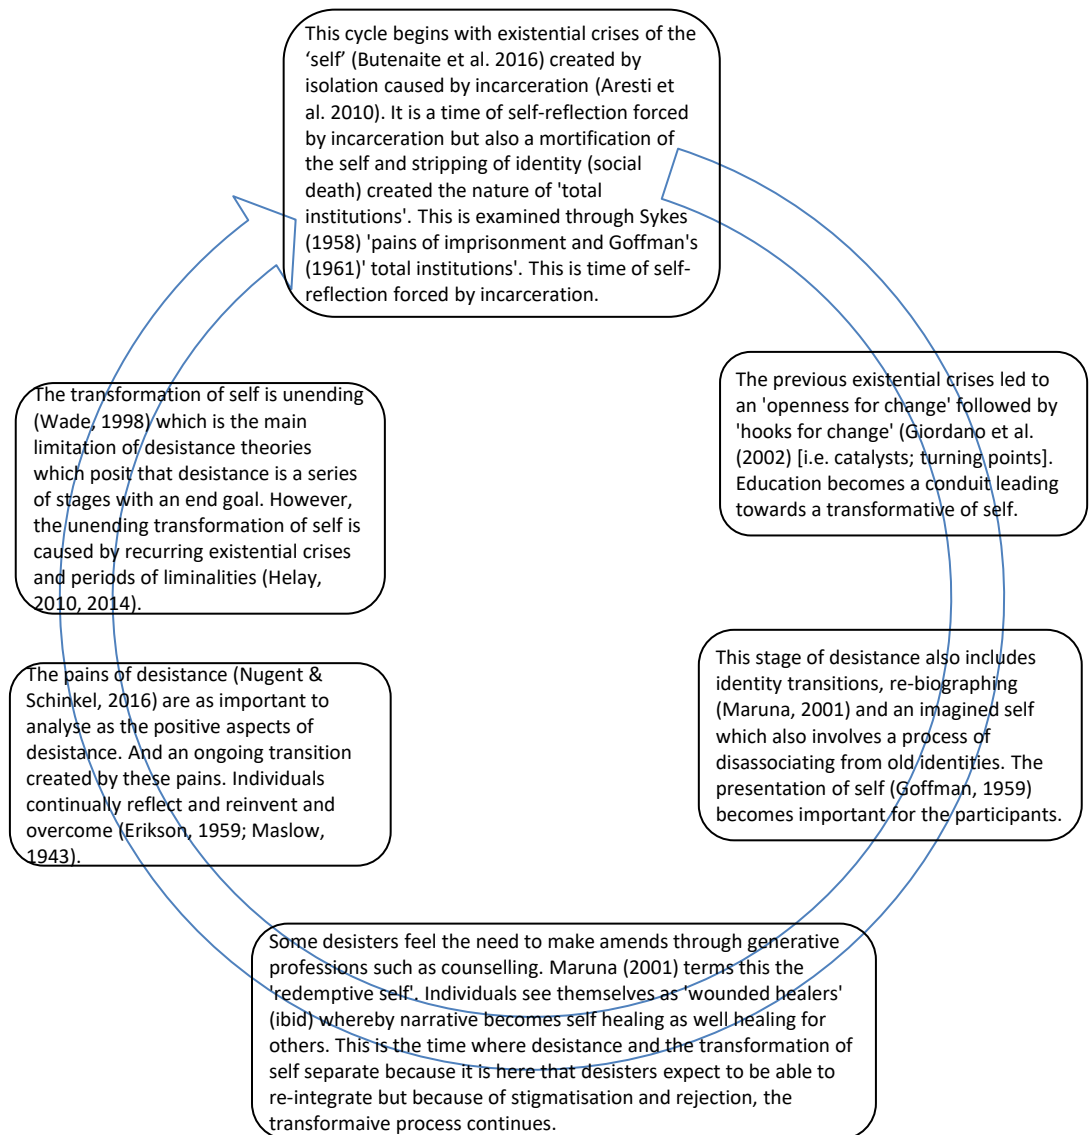 This cycle begins with existential crises of the
‘self’ (Butenaite et al. 2016) created by
isolation caused by incarceration (Aresti et
al. 2010). It is a time of self-reflection forced
by incarceration but also a mortification of
the self and stripping of identity (social
death) created the nature of 'total
institutions'. This is examined through Sykes
(1958) 'pains of imprisonment and Goffman's
(1961)' total institutions'. This is time of self-
reflection forced by incarceration.
The previous existential crises led to
an 'openness for change' followed by
'hooks for change' (Giordano et al.
(2002) [i.e. catalysts; turning points].
Education becomes a conduit leading
towards a transformative of self.
This stage of desistance also includes
identity transitions, re-biographing
(Maruna, 2001) and an imagined self
which also involves a process of
disassociating from old identities. The
presentation of self (Goffman, 1959)
becomes important for the participants.
Some desisters feel the need to make amends through generative
professions such as counselling. Maruna (2001) terms this the
'redemptive self'. Individuals see themselves as 'wounded healers'
(ibid) whereby narrative becomes self healing as well healing for
others. This is the time where desistance and the transformation of
self separate because it is here that desisters expect to be able to
re-integrate but because of stigmatisation and rejection, the
transformaive process continues.
The pains of desistance (Nugent &
Schinkel, 2016) are as important to
analyse as the positive aspects of
desistance. And an ongoing transition
created by these pains. Individuals
continually reflect and reinvent and
overcome (Erikson, 1959; Maslow,
1943).
The transformation of self is unending
(Wade, 1998) which is the main
limitation of desistance theories
which posit that desistance is a series
of stages with an end goal. However,
the unending transformation of self is
caused by recurring existential crises
and periods of liminalities (Helay,
2010, 2014).